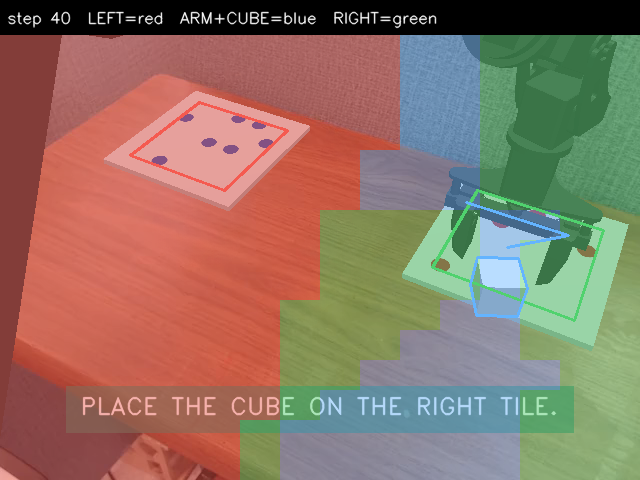 step 40 LEFT=red ARM+CUBE=blue RIGHT=green
PLACE THE CUBE ON THE RIGHT TILE.